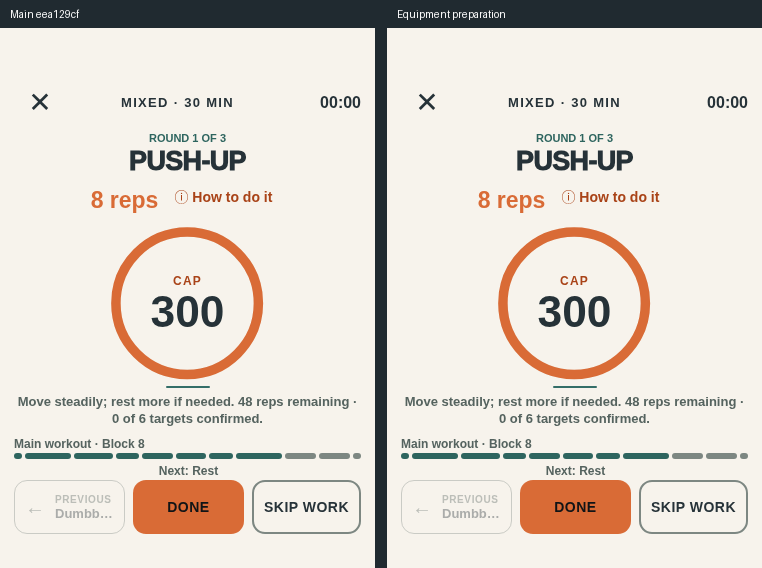 Main eea129cf
✕ MIXED · 30 MIN 00:00
ROUND 1 OF 3
PUSH-UP
8 reps ⓘ How to do it
CAP
300
Move steadily; rest more if needed. 48 reps remaining ·
0 of 6 targets confirmed.
Main workout · Block 8
Next: Rest
← PREVIOUS
Dumbb…
DONE
SKIP WORK
Equipment preparation
✕ MIXED · 30 MIN 00:00
ROUND 1 OF 3
PUSH-UP
8 reps ⓘ How to do it
CAP
300
Move steadily; rest more if needed. 48 reps remaining ·
0 of 6 targets confirmed.
Main workout · Block 8
Next: Rest
← PREVIOUS
Dumbb…
DONE
SKIP WORK